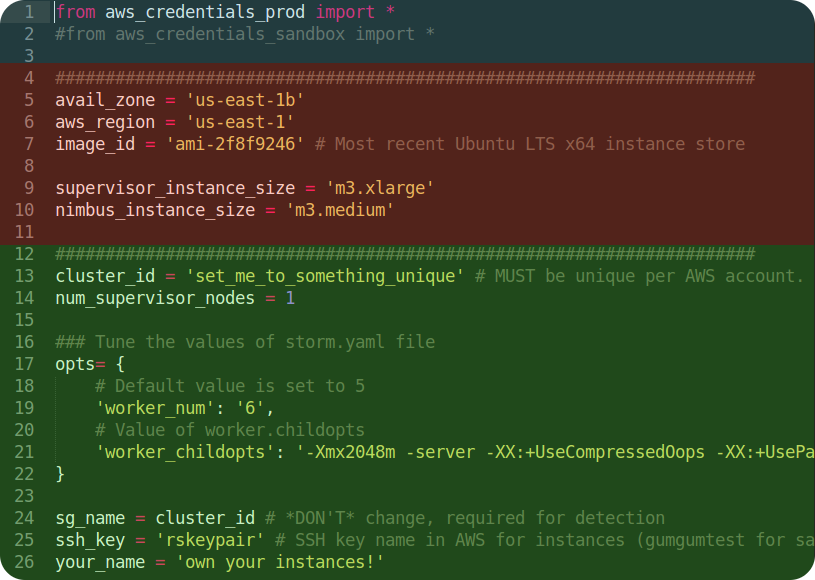 1 from aws_credentials_prod import *
2 #from aws_credentials_sandbox import *
3
4 ######################################################################
5 avail_zone = 'us-east-1b'
6 aws_region = 'us-east-1'
7 image_id = 'ami-2f8f9246' # Most recent Ubuntu LTS x64 instance store
8
9 supervisor_instance_size = 'm3.xlarge'
10 nimbus_instance_size = 'm3.medium'
11
12 ######################################################################
13 cluster_id = 'set_me_to_something_unique' # MUST be unique per AWS account.
14 num_supervisor_nodes = 1
15
16 ### Tune the values of storm.yaml file
17 opts= {
18     # Default value is set to 5
19     'worker_num': '6',
20     # Value of worker.childopts
21     'worker_childopts': '-Xmx2048m -server -XX:+UseCompressedOops -XX:+UsePa
22 }
23
24 sg_name = cluster_id # *DON'T* change, required for detection
25 ssh_key = 'rskeypair' # SSH key name in AWS for instances (gumgumtest for sa
26 your_name = 'own your instances!'